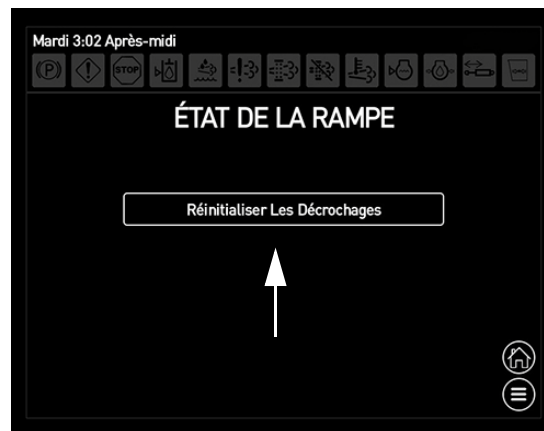 Mardi 3:02 Après-midi
(P) STOP
ÉTAT DE LA RAMPE
Réinitialiser Les Décrochages